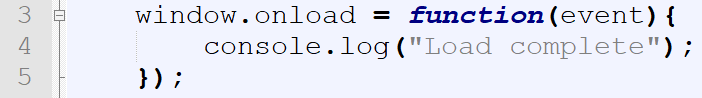 3 window.onload = function(event){
4 console.log("Load complete");
5 });